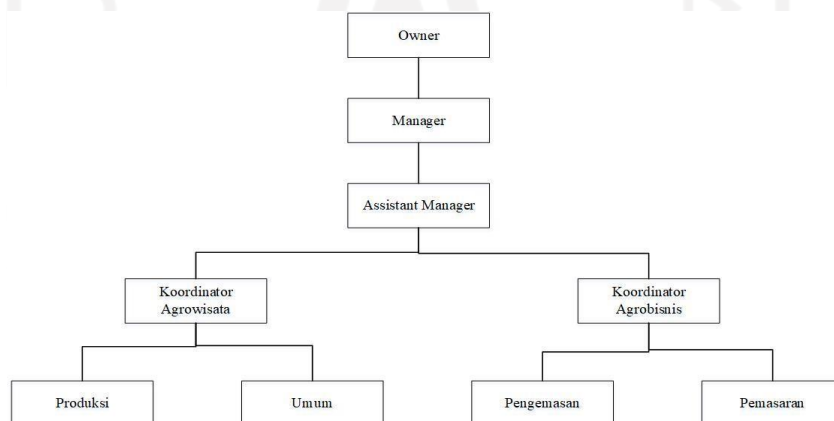 Owner
Manager
Assistant Manager
Koordinator
Agrowisata
Koordinator
Agrobisnis
Produksi
Umum
Pengemasan
Pemasaran